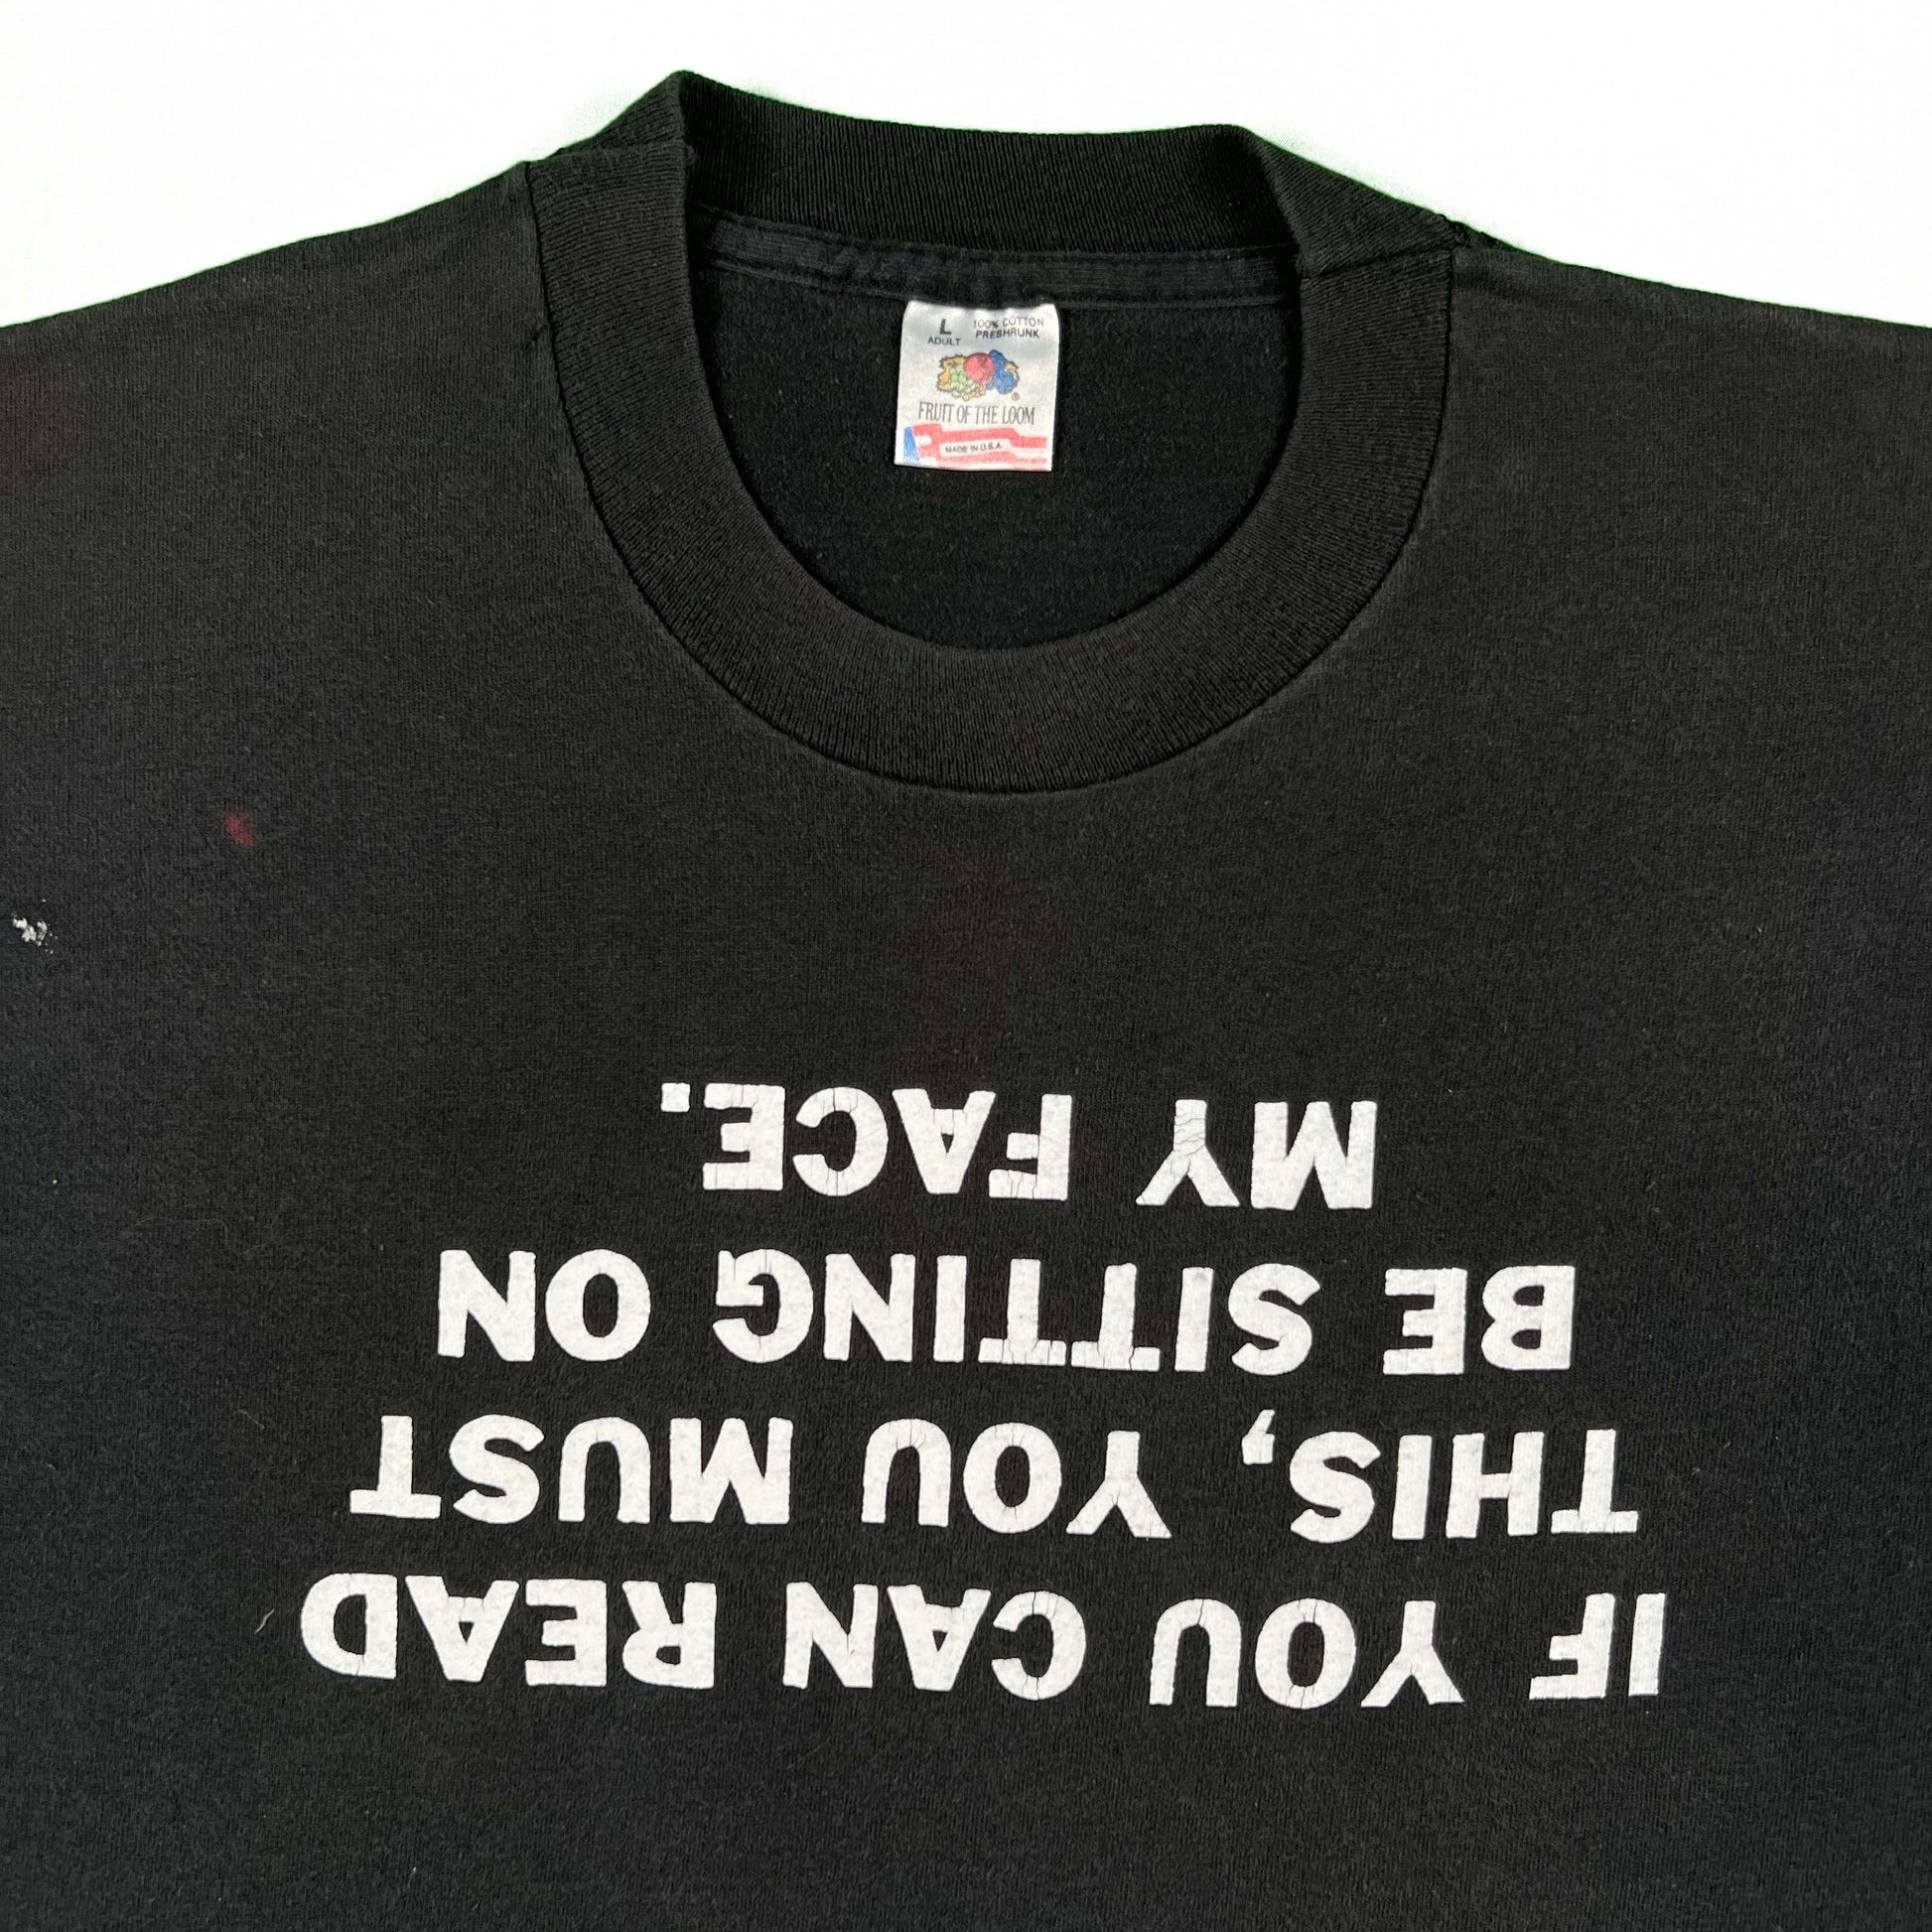 L 100% COTTON
ADULT PRESHRUNK
FRUIT OF THE LOOM
MADE IN U.S.A.
IF YOU CAN READ
THIS, YOU MUST
BE SITTING ON
MY FACE.